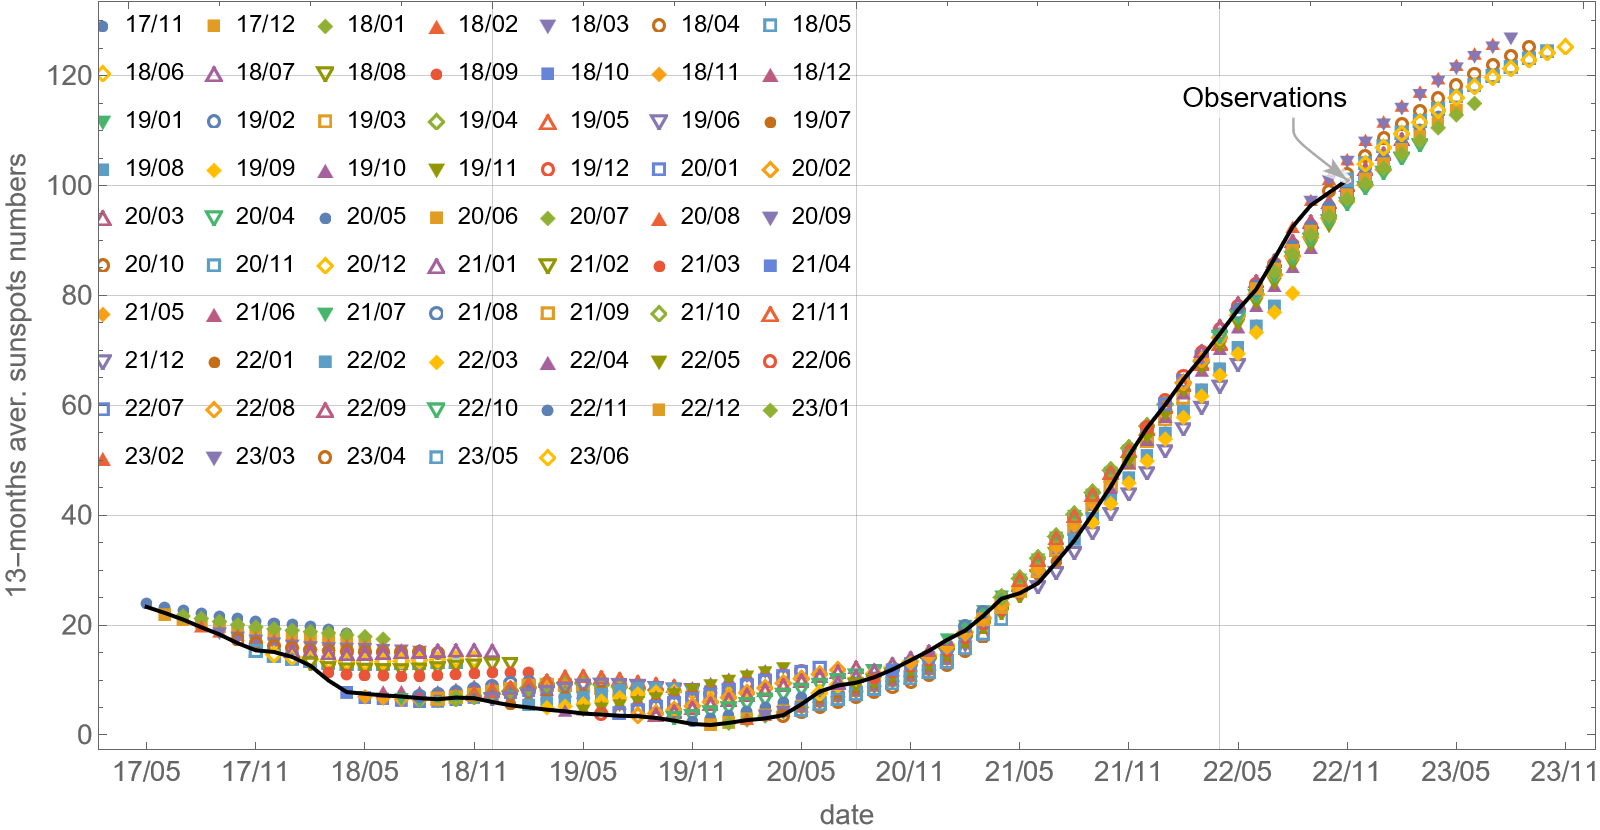 17/11 17/12 18/01 18/02 18/03 18/04 18/05
18/06 18/07 18/08 18/09 18/10 18/11 18/12
19/01 19/02 19/03 19/04 19/05 19/06 19/07
19/08 19/09 19/10 19/11 19/12 20/01 20/02
20/03 20/04 20/05 20/06 20/07 20/08 20/09
20/10 20/11 20/12 21/01 21/02 21/03 21/04
21/05 21/06 21/07 21/08 21/09 21/10 21/11
21/12 22/01 22/02 22/03 22/04 22/05 22/06
22/07 22/08 22/09 22/10 22/11 22/12 23/01
23/02 23/03 23/04 23/05 23/06
Observations
13−months aver. sunspots numbers
120
100
80
60
40
20
0
17/05 17/11 18/05 18/11 19/05 19/11 20/05 20/11 21/05 21/11 22/05 22/11 23/05 23/11
date